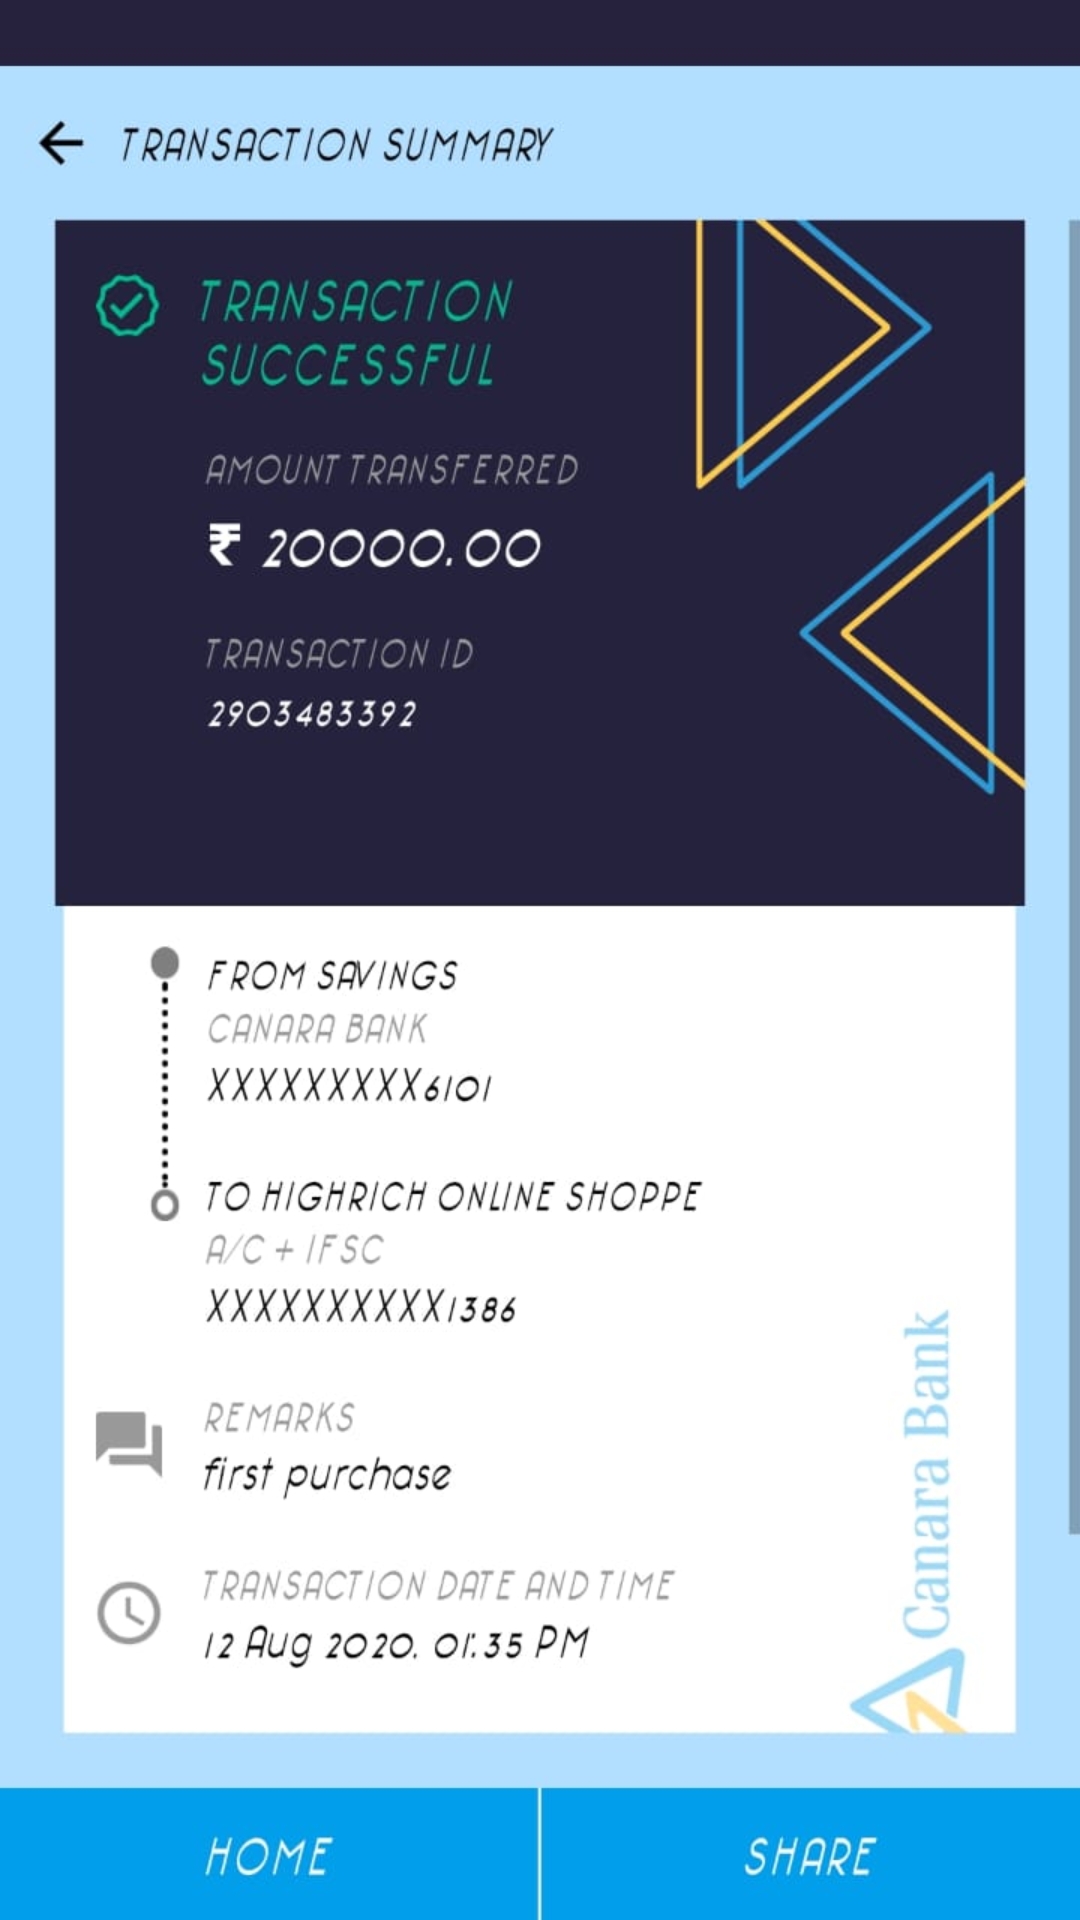 TRANSACTION SUMMARY
TRANSACTION
SUCCESSFUL
AMOUNT TRANSFERRED
₹ 20000.00
TRANSACTION ID
2903483392
FROM SAVINGS
CANARA BANK
XXXXXXXXX6101
TO HIGHRICH ONLINE SHOPPE
A/C + IFSC
XXXXXXXXXX1386
REMARKS
first purchase
TRANSACTION DATE AND TIME
12 Aug 2020, 01:35 PM
Canara Bank
HOME
SHARE